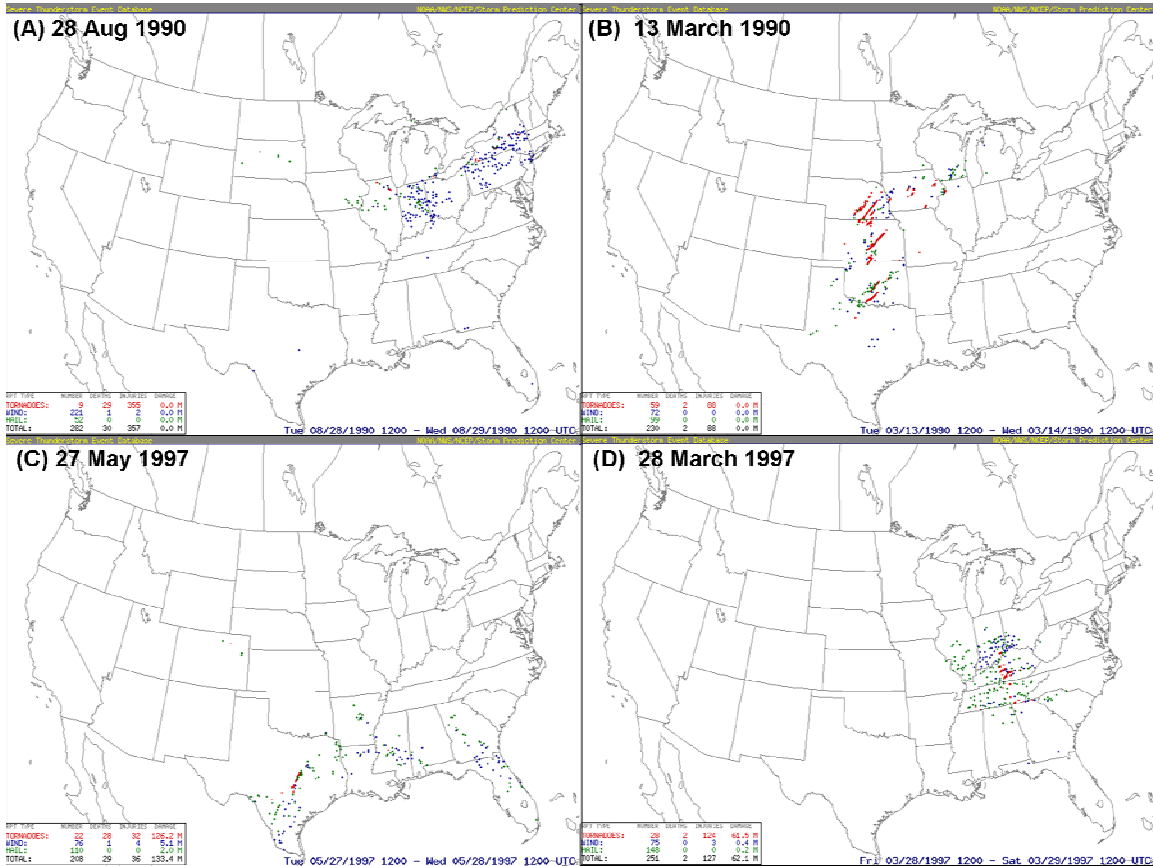 Severe Thunderstorm Event Database NOAA/NWS/NCEP/Storm Prediction Center
(A) 28 Aug 1990
RPT TYPE NUMBER DEATHS INJURIES DAMAGE
TORNADOES: 9 29 355 0.0 M
WIND: 221 1 2 0.0 M
HAIL: 52 0 0 0.0 M
TOTAL: 282 30 357 0.0 M
Tue 08/28/1990 1200 - Wed 08/29/1990 1200-UTC
NOAA/NWS/NCEP/Storm Prediction Center
(B) 13 March 1990
RPT TYPE NUMBER DEATHS INJURIES DAMAGE
TORNADOES: 59 2 88 0.0 M
WIND: 72 0 0 0.0 M
HAIL: 99 0 0 0.0 M
TOTAL: 230 2 88 0.0 M
Tue 03/13/1990 1200 - Wed 03/14/1990 1200-UTC
Severe Thunderstorm Event Database NOAA/NWS/NCEP/Storm Prediction Center
(C) 27 May 1997
RPT TYPE NUMBER DEATHS INJURIES DAMAGE
TORNADOES: 22 28 32 126.2 M
WIND: 76 1 4 5.1 M
HAIL: 110 0 0 2.0 M
TOTAL: 208 29 36 133.4 M
Tue 05/27/1997 1200 - Wed 05/28/1997 1200-UTC
Severe Thunderstorm Event Database NOAA/NWS/NCEP/Storm Prediction Center
(D) 28 March 1997
RPT TYPE NUMBER DEATHS INJURIES DAMAGE
TORNADOES: 28 2 124 61.5 M
WIND: 75 0 3 0.4 M
HAIL: 148 0 0 0.2 M
TOTAL: 251 2 127 62.1 M
Fri 03/28/1997 1200 - Sat 03/29/1997 1200-UTC